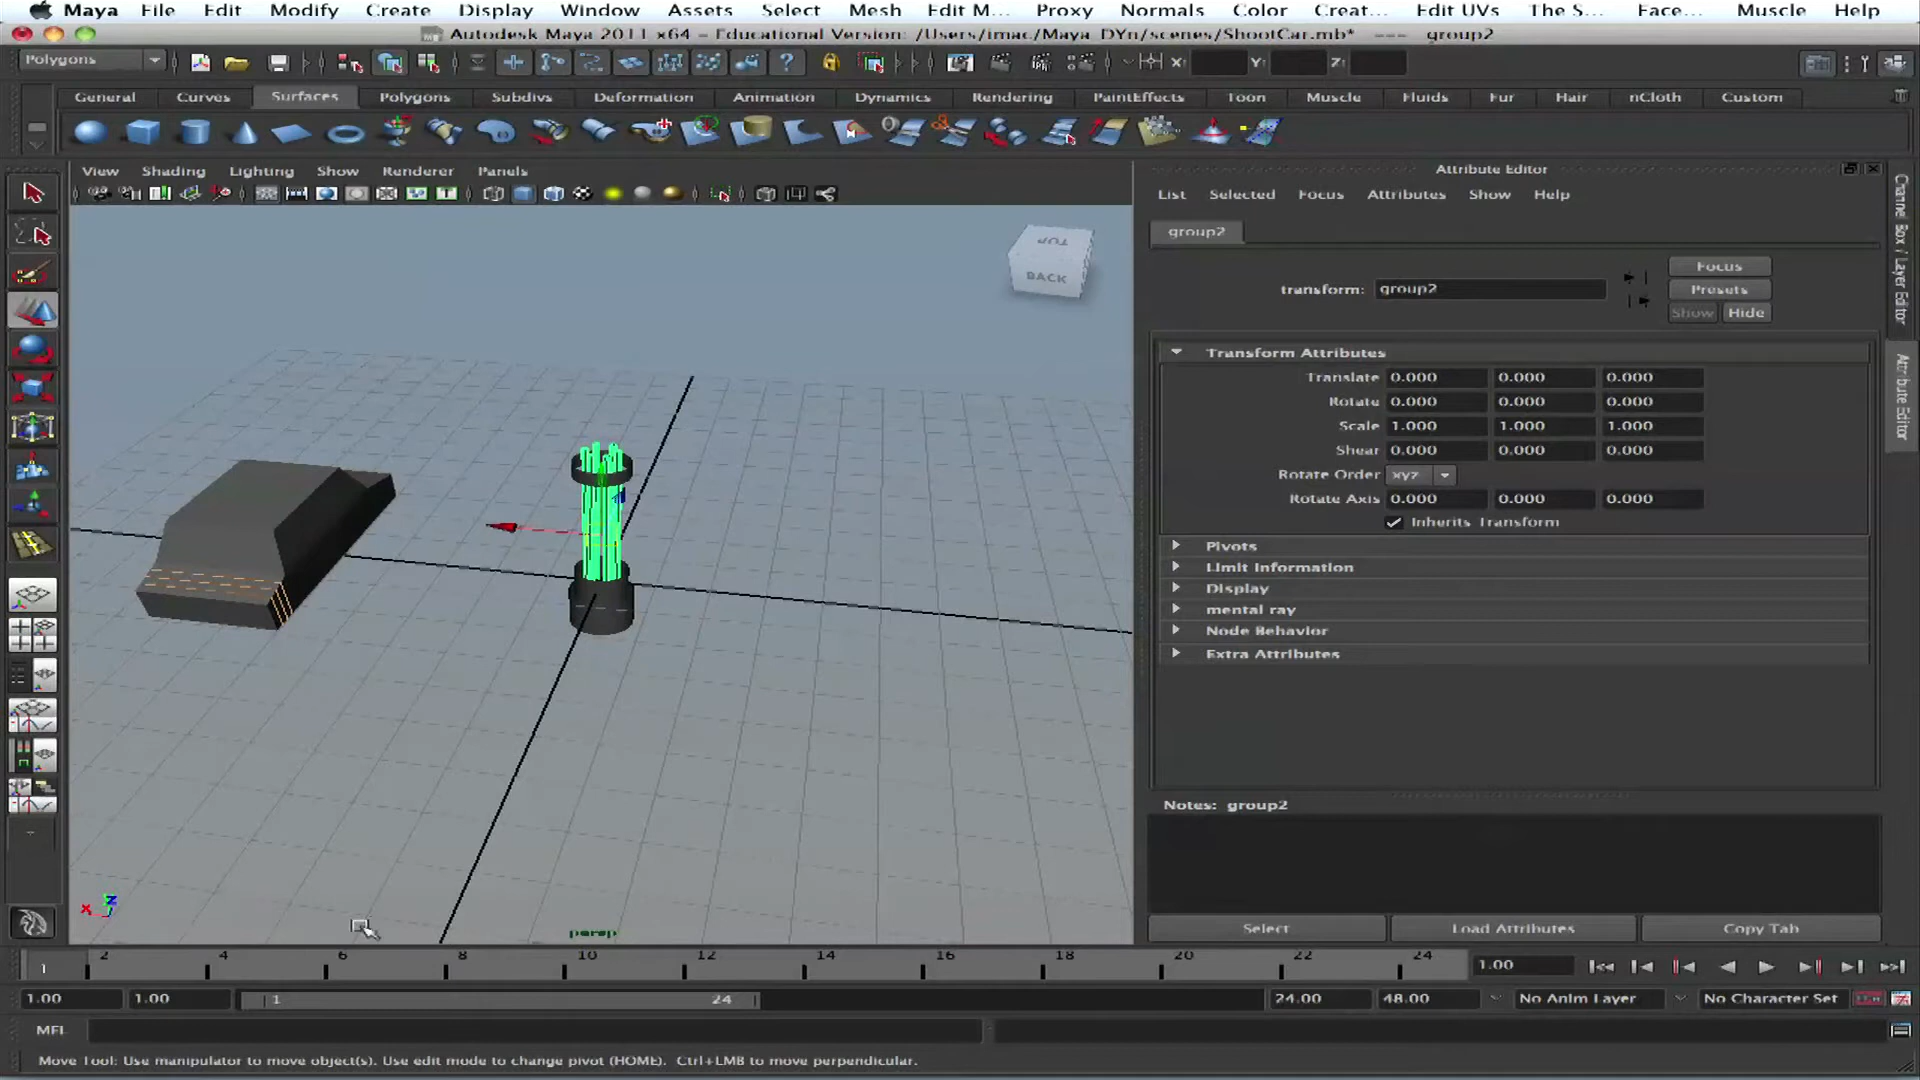 Maya File Edit Modify Create Display Window Assets Select Mesh Edit M... Proxy Normals Color Creat... Edit UVs The S... Face... Muscle Help
Autodesk Maya 2011 x64 – Educational Version: /Users/imac/Maya_DYn/scenes/ShootCar.mb* --- group2
Polygons X: Y: Z:
General Curves Surfaces Polygons Subdivs Deformation Animation Dynamics Rendering PaintEffects Toon Muscle Fluids Fur Hair nCloth Custom
View Shading Lighting Show Renderer Panels
Attribute Editor
List Selected Focus Attributes Show Help
group2
transform: group2
Focus
Presets
Show Hide
Transform Attributes
Translate 0.000 0.000 0.000
Rotate 0.000 0.000 0.000
Scale 1.000 1.000 1.000
Shear 0.000 0.000 0.000
Rotate Order xyz
Rotate Axis 0.000 0.000 0.000
Inherits Transform
Pivots
Limit Information
Display
mental ray
Node Behavior
Extra Attributes
Notes: group2
Select Load Attributes Copy Tab
Channel Box / Layer Editor
Attribute Editor
TOP
BACK
x z
persp
1 2 4 6 8 10 12 14 16 18 20 22 24 1.00
1.00 1.00 1 24 24.00 48.00 No Anim Layer No Character Set
MEL
Move Tool: Use manipulator to move object(s). Use edit mode to change pivot (HOME). Ctrl+LMB to move perpendicular.